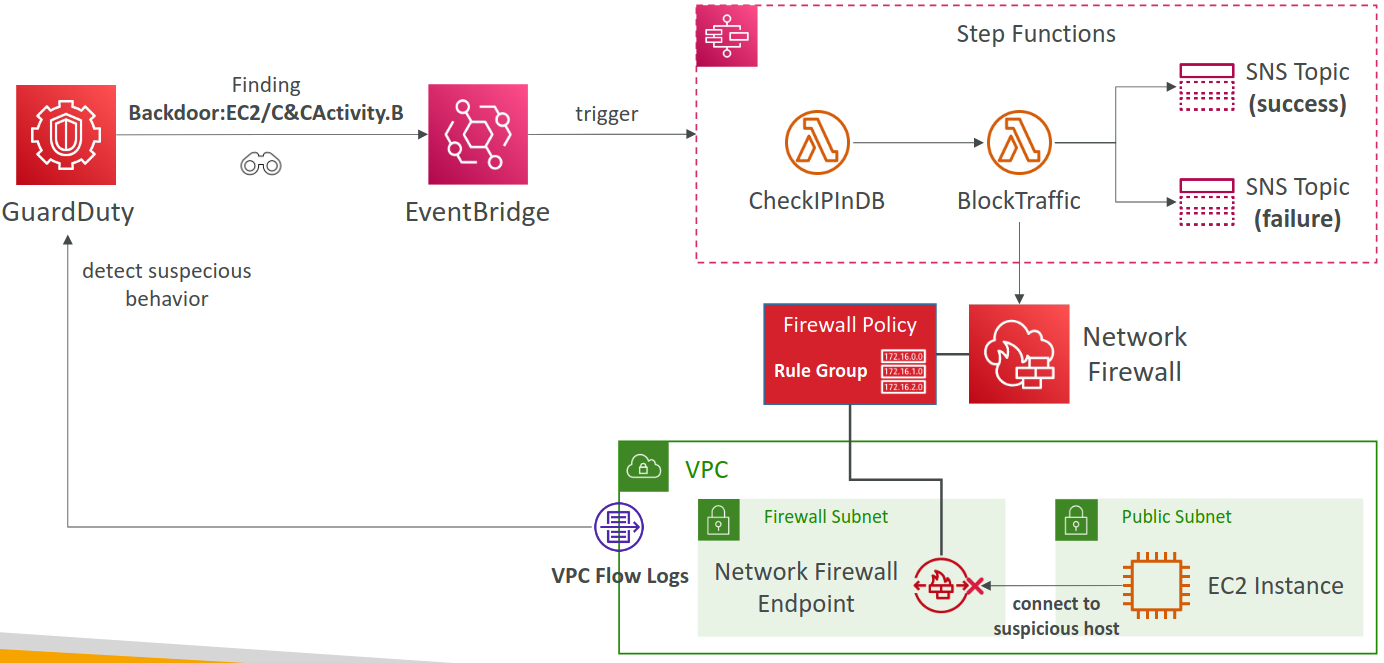 Step Functions
Finding
Backdoor:EC2/C&CActivity.B
trigger
SNS Topic
(success)
GuardDuty
EventBridge
CheckIPInDB
BlockTraffic
SNS Topic
(failure)
detect suspecious
behavior
Firewall Policy
Rule Group
172.16.0.0
172.16.1.0
172.16.2.0
Network
Firewall
VPC
Firewall Subnet
Public Subnet
VPC Flow Logs
Network Firewall
Endpoint
connect to
suspicious host
EC2 Instance